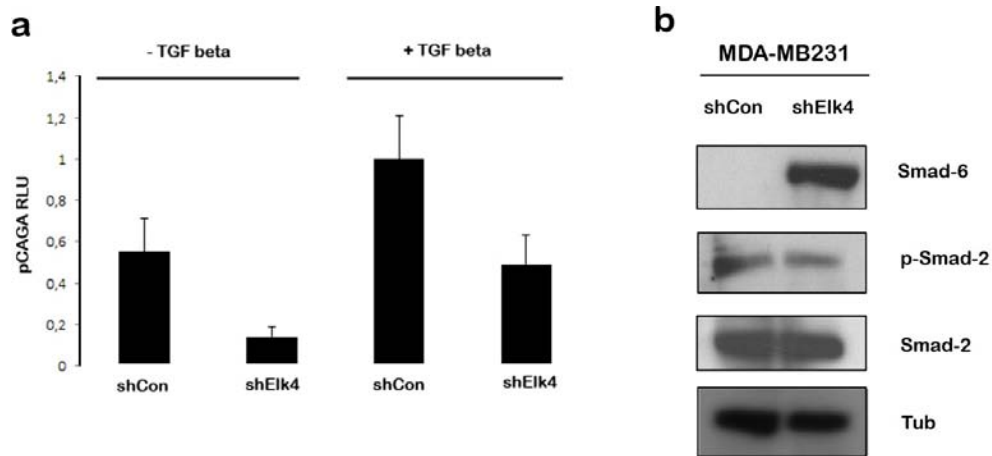 a
- TGF beta
+ TGF beta
pCAGA RLU
1,4
1,2
1
0,8
0,6
0,4
0,2
0
shCon
shElk4
shCon
shElk4
b
MDA-MB231
shCon
shElk4
Smad-6
p-Smad-2
Smad-2
Tub